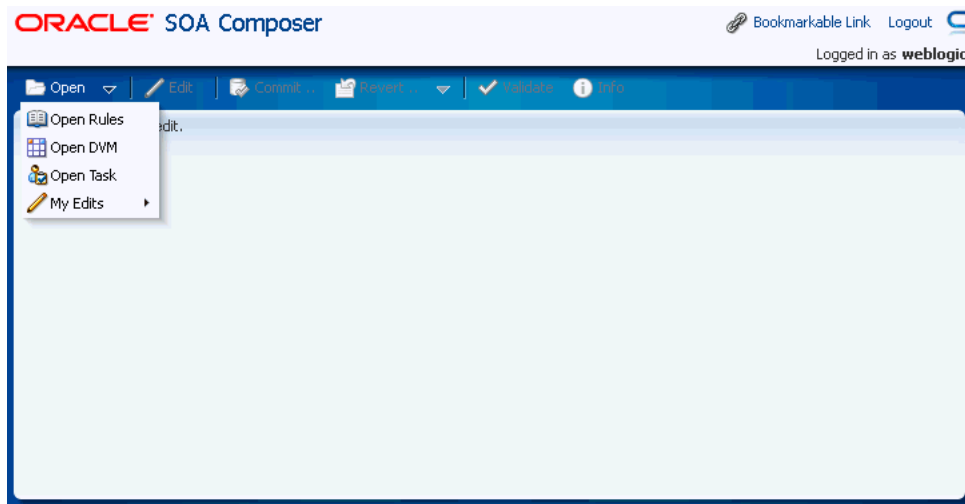 ORACLE SOA Composer
Bookmarkable Link Logout
Logged in as weblogic
Open Edit Commit .. Revert .. Validate Info
Open Rules
edit.
Open DVM
Open Task
My Edits